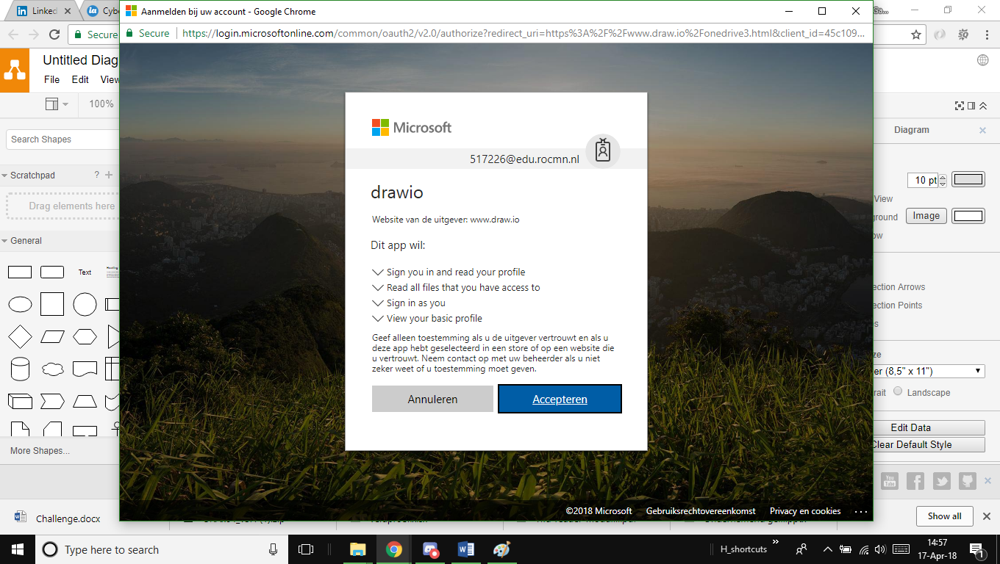 Linked
Cybe
Aanmelden bij uw account - Google Chrome
Secure
Secure
https://login.microsoftonline.com/common/oauth2/v2.0/authorize?redirect_uri=https%3A%2F%2Fwww.draw.io%2Fonedrive3.html&client_id=45c109...
Untitled Diag
File Edit View
100%
Search Shapes
Scratchpad ? +
Drag elements here
General
Text
Heading
More Shapes...
Microsoft
517226@edu.rocmn.nl
drawio
Website van de uitgever: www.draw.io
Dit app wil:
Sign you in and read your profile
Read all files that you have access to
Sign in as you
View your basic profile
Geef alleen toestemming als u de uitgever vertrouwt en als u
deze app hebt geselecteerd in een store of op een website die
u vertrouwt. Neem contact op met uw beheerder als u niet
zeker weet of u toestemming moet geven.
Annuleren
Accepteren
©2018 Microsoft Gebruiksrechtovereenkomst Privacy en cookies ...
Diagram
10 pt
View
ground
Image
ow
ection Arrows
ection Points
es
ze
er (8,5" x 11")
rait
Landscape
Edit Data
Clear Default Style
You Tube
Challenge.docx
Show all
Type here to search
H_shortcuts
14:57
17-Apr-18
1